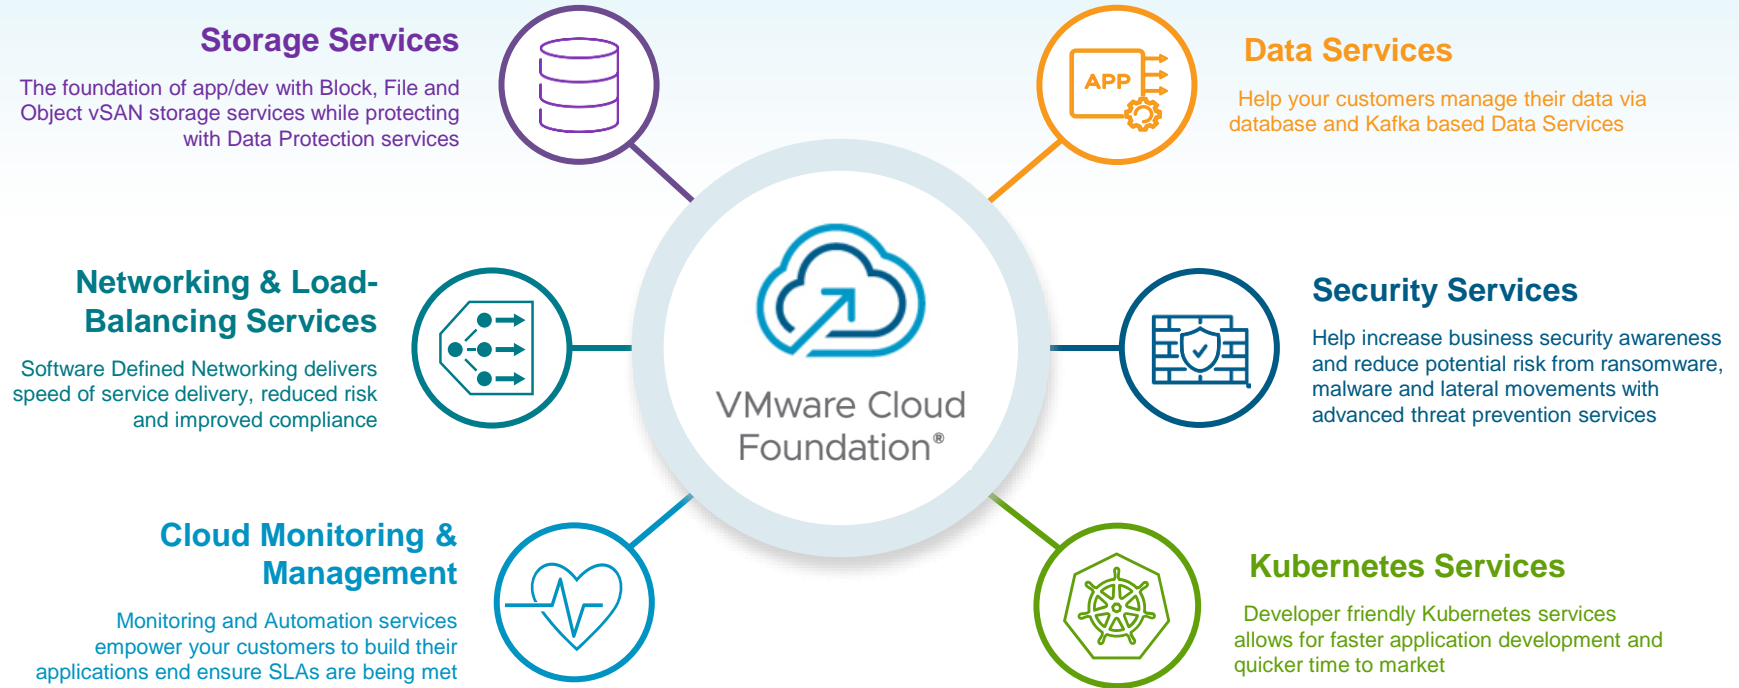 Storage Services
The foundation of app/dev with Block, File and
Object vSAN storage services while protecting
with Data Protection services
APP
Data Services
Help your customers manage their data via
database and Kafka based Data Services
Networking & Load-
Balancing Services
Software Defined Networking delivers
speed of service delivery, reduced risk
and improved compliance
VMware Cloud
Foundation®
Security Services
Help increase business security awareness
and reduce potential risk from ransomware,
malware and lateral movements with
advanced threat prevention services
Cloud Monitoring &
Management
Monitoring and Automation services
empower your customers to build their
applications end ensure SLAs are being met
Kubernetes Services
Developer friendly Kubernetes services
allows for faster application development and
quicker time to market